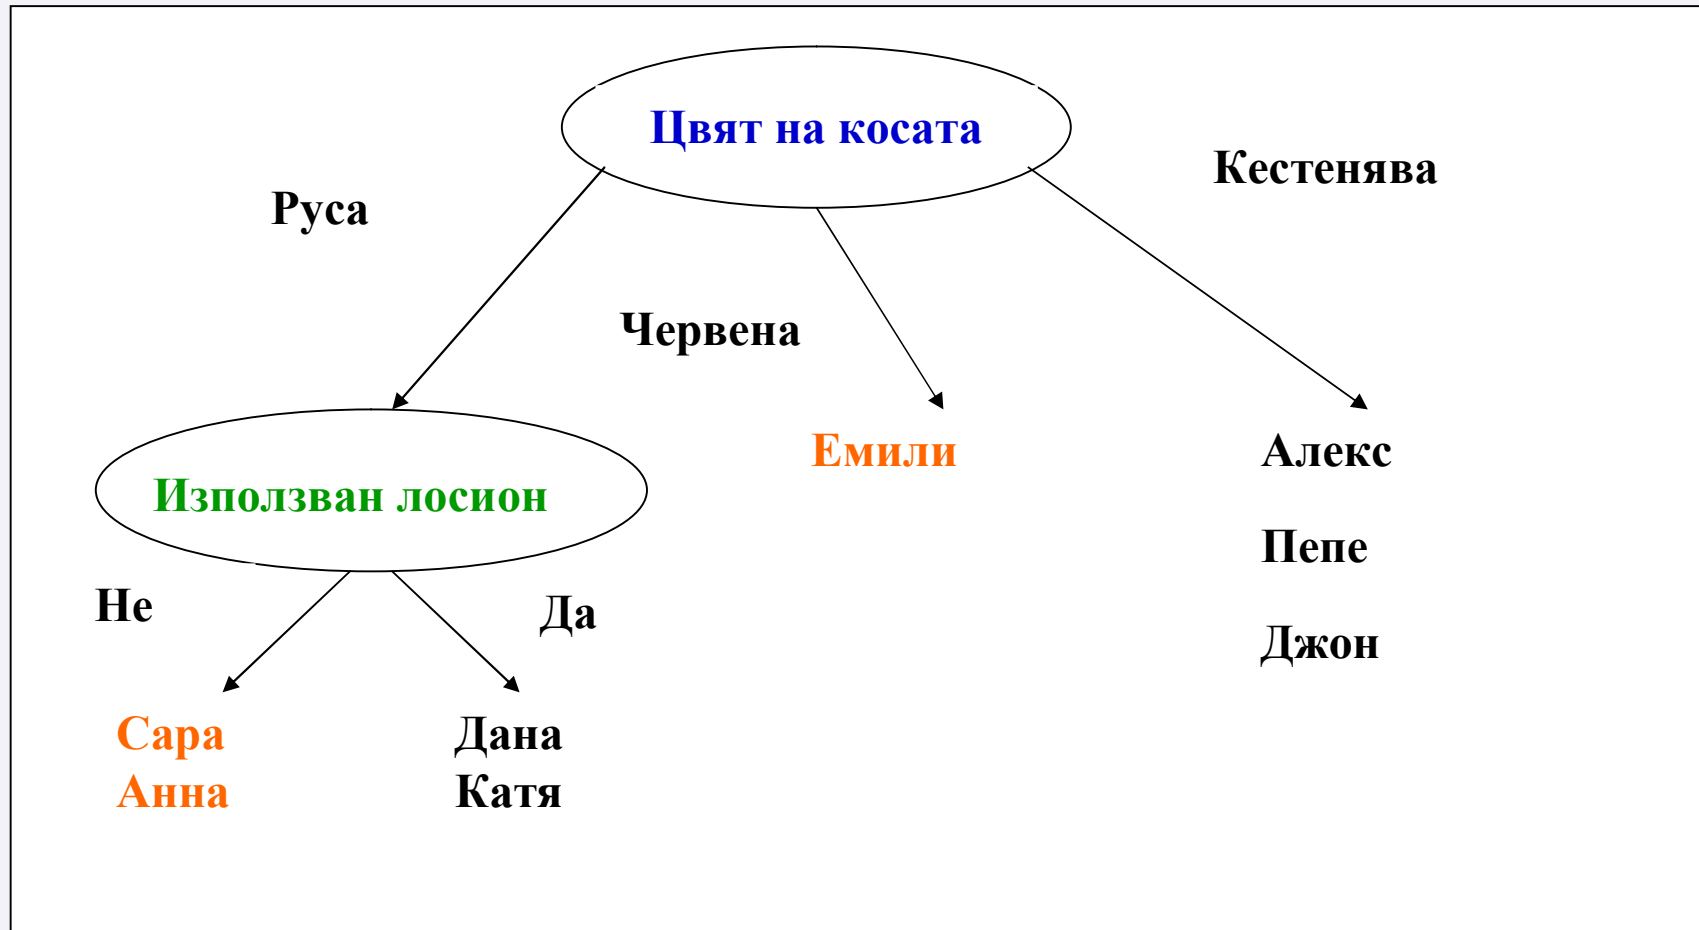 Цвят на косата
Кестенява
Руса
Червена
Емили
Алекс
Използван лосион
Пепе
Не
Да
Джон
Сара
Дана
Анна
Катя